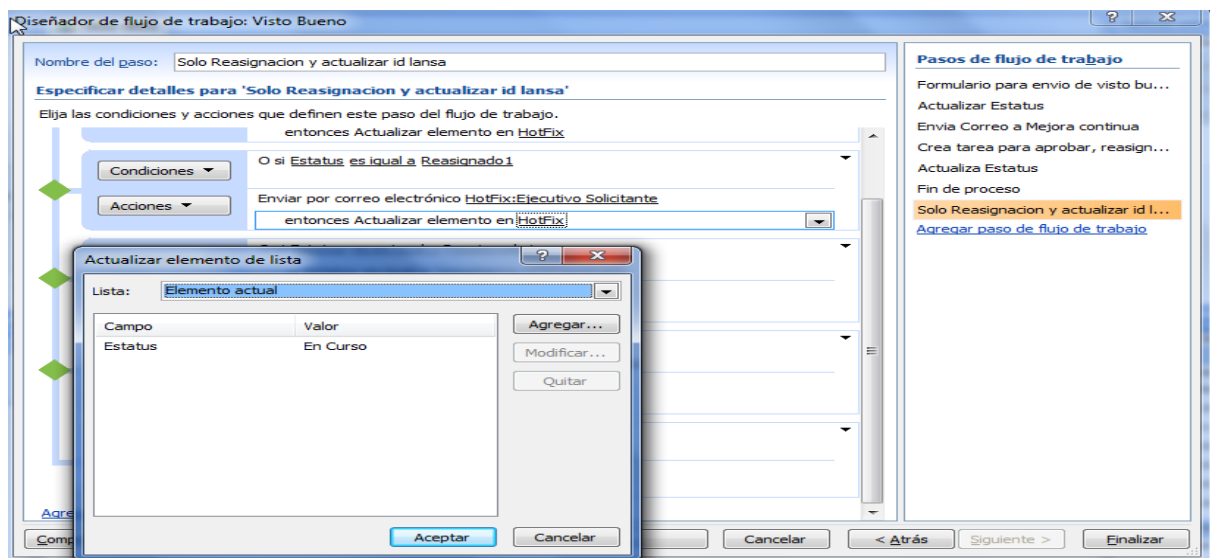 Diseñador de flujo de trabajo: Visto Bueno
Nombre del paso: Solo Reasignacion y actualizar id lansa
Especificar detalles para 'Solo Reasignacion y actualizar id lansa'
Elija las condiciones y acciones que definen este paso del flujo de trabajo.
entonces Actualizar elemento en HotFix
Condiciones
O si Estatus es igual a Reasignado1
Acciones
Enviar por correo electrónico HotFix:Ejecutivo Solicitante
entonces Actualizar elemento en HotFix
Actualizar elemento de lista
Lista: Elemento actual
Campo Valor
Estatus En Curso
Agregar...
Modificar...
Quitar
Aceptar Cancelar
Agre
Comp
Cancelar < Atrás Siguiente > Finalizar
Pasos de flujo de trabajo
Formulario para envio de visto bu...
Actualizar Estatus
Envia Correo a Mejora continua
Crea tarea para aprobar, reasign...
Actualiza Estatus
Fin de proceso
Solo Reasignacion y actualizar id l...
Agregar paso de flujo de trabajo